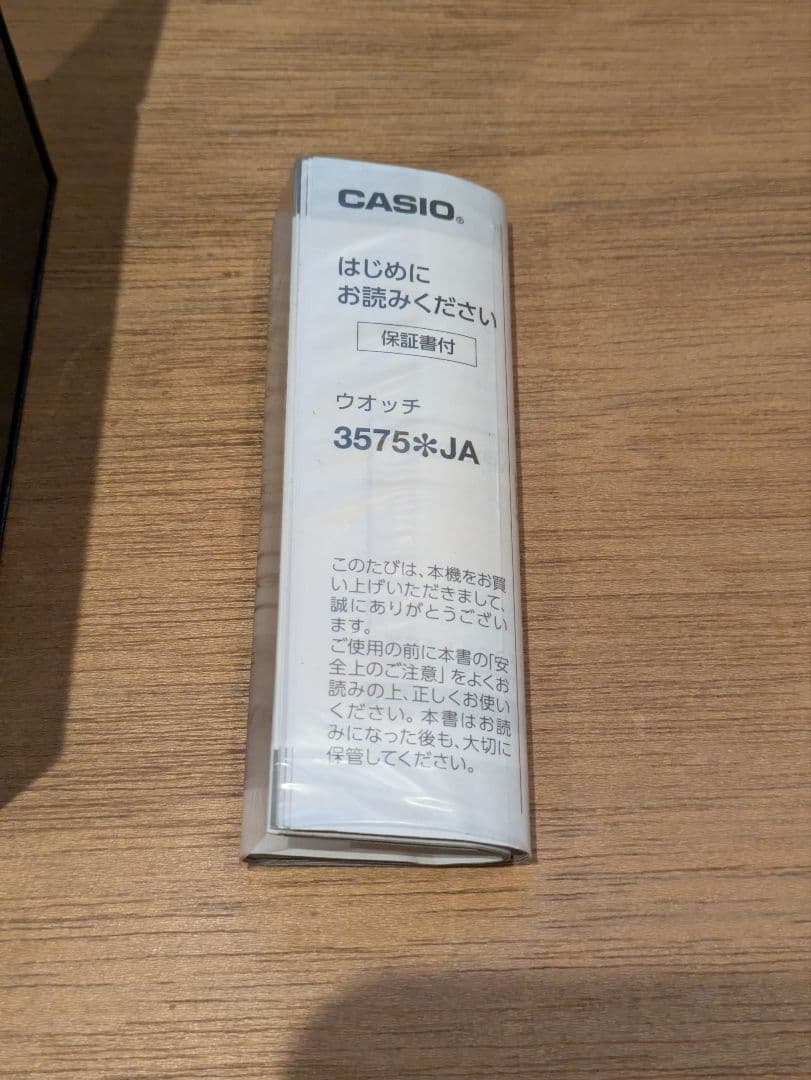 CASIO®
はじめに
お読みください
保証書付
ウオッチ
3575✻JA
このたびは、本機をお買
い上げいただきまして、
誠にありがとうござい
ます。
ご使用の前に本書の「安
全上のご注意」をよくお
読みの上、正しくお使い
ください。本書はお読
みになった後も、大切に
保管してください。